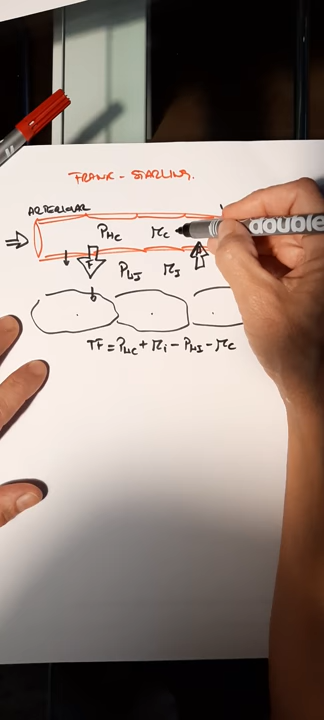 FRANK - STARLING.
ARTERIOLAR
P_HC π_C
F
P_HI π_I
TF = P_HC + π_i - P_HI - π_C
double